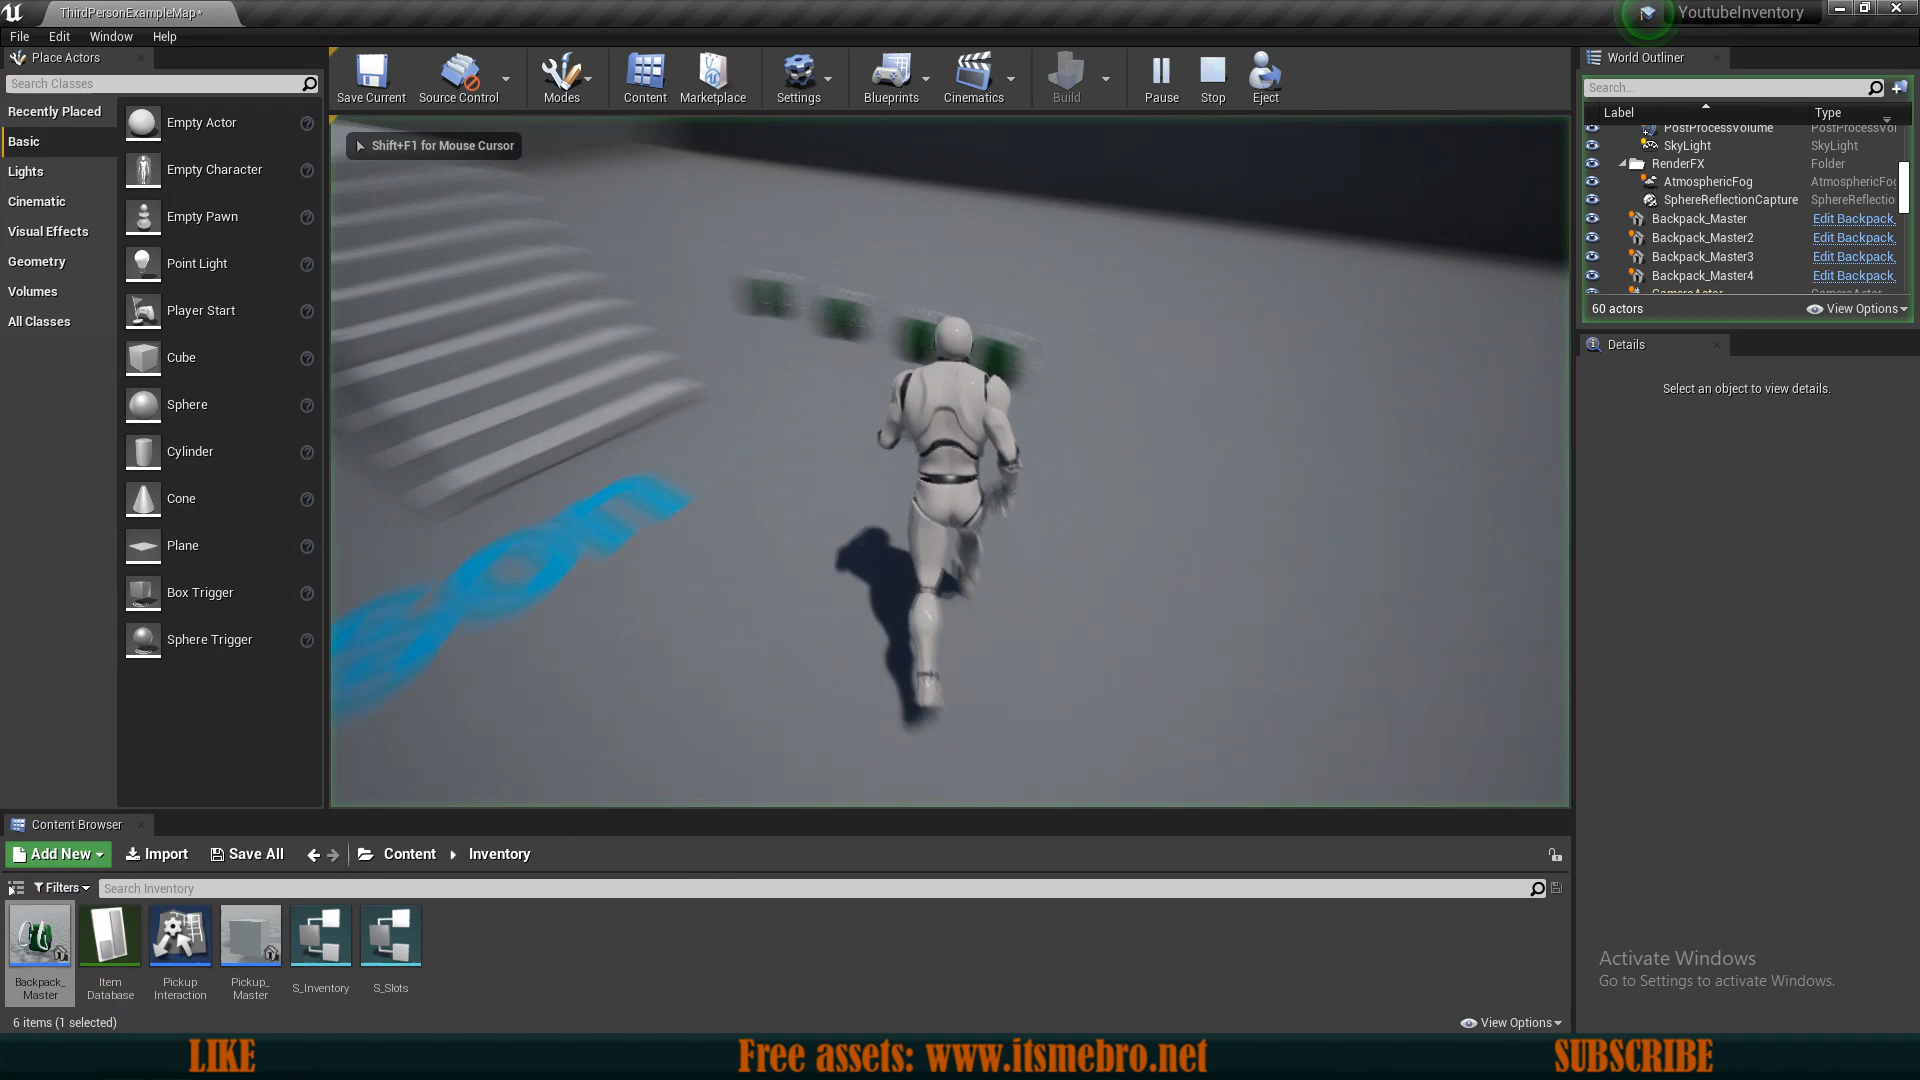 ThirdPersonExampleMap*
YoutubeInventory
File Edit Window Help
Place Actors
Search Classes
Recently Placed
Basic
Lights
Cinematic
Visual Effects
Geometry
Volumes
All Classes
Empty Actor
Empty Character
Empty Pawn
Point Light
Player Start
Cube
Sphere
Cylinder
Cone
Plane
Box Trigger
Sphere Trigger
Save Current
Source Control
Modes
Content
Marketplace
Settings
Blueprints
Cinematics
Build
Pause
Stop
Eject
Shift+F1 for Mouse Cursor
World Outliner
Search...
Label Type
PostProcessVolume PostProcessVol
SkyLight SkyLight
RenderFX Folder
AtmosphericFog AtmosphericFog
SphereReflectionCapture SphereReflectio
Backpack_Master Edit Backpack_
Backpack_Master2 Edit Backpack_
Backpack_Master3 Edit Backpack_
Backpack_Master4 Edit Backpack_
60 actors
View Options
Details
Select an object to view details.
Content Browser
Add New Import Save All Content Inventory
Filters Search Inventory
Backpack_
Master
Item
Database
Pickup
Interaction
Pickup_
Master
S_Inventory
S_Slots
6 items (1 selected)
View Options
Activate Windows
Go to Settings to activate Windows.
LIKE
Free assets: www.itsmebro.net
SUBSCRIBE